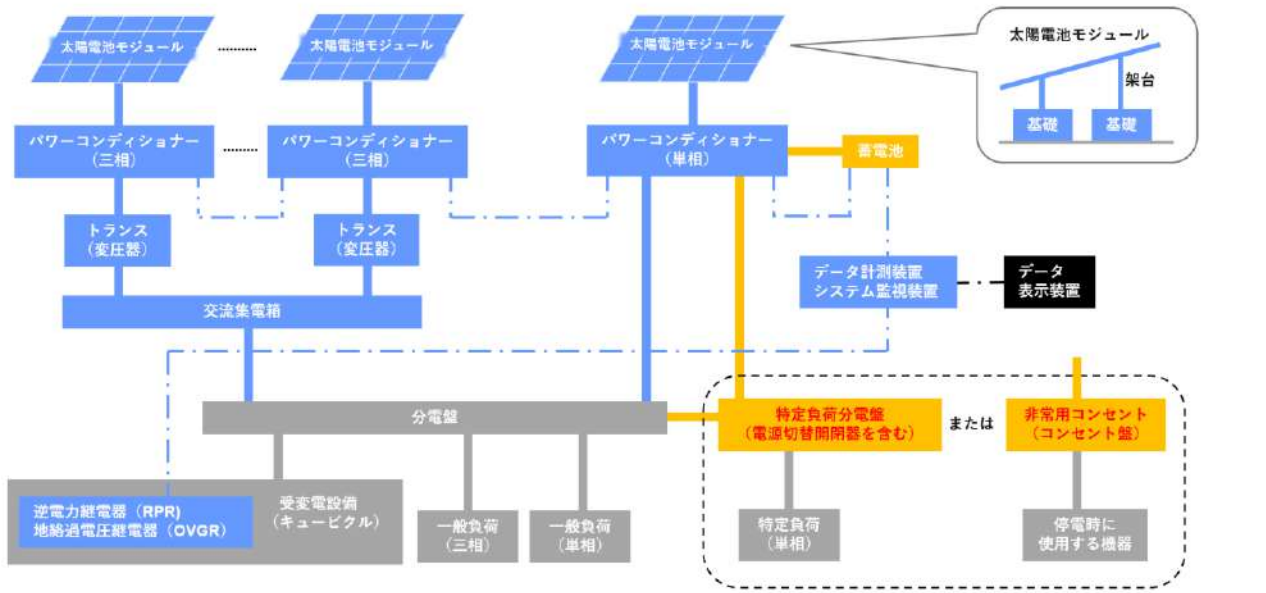 太陽電池モジュール
太陽電池モジュール
太陽電池モジュール
太陽電池モジュール
架台
基礎
基礎
パワーコンディショナー
(三相)
パワーコンディショナー
(三相)
パワーコンディショナー
(単相)
蓄電池
トランス
(変圧器)
トランス
(変圧器)
データ計測装置
システム監視装置
データ
表示装置
交流集電箱
分電盤
特定負荷分電盤
(電源切替開閉器を含む)
または
非常用コンセント
(コンセント盤)
逆電力継電器(RPR)
地絡過電圧継電器(OVGR)
受変電設備
(キュービクル)
一般負荷
(三相)
一般負荷
(単相)
特定負荷
(単相)
停電時に
使用する機器